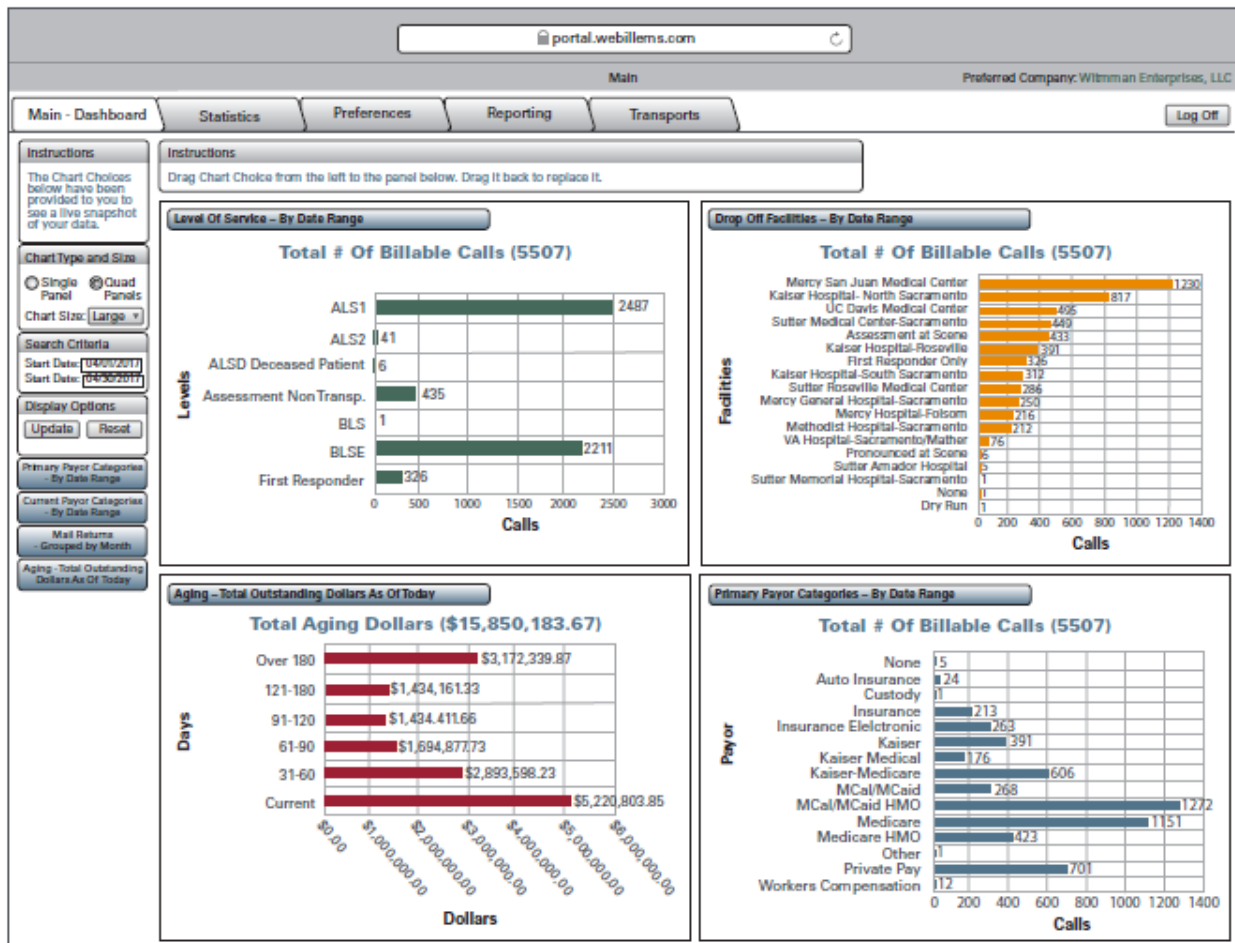 portal.webillems.com
Main
Preferred Company: Witmman Enterprises, LLC
Main - Dashboard
Statistics
Preferences
Reporting
Transports
Log Off
Instructions
The Chart Choices
below have been
provided to you to
see a live snapshot
of your data.
Chart Type and Size
Single
Panel
Quad
Panels
Chart Size: Large
Search Criteria
Start Date: 04/01/2017
Start Date: 04/30/2017
Display Options
Update
Reset
Primary Payor Categories
- By Date Range
Current Payor Categories
- By Date Range
Mail Returns
- Grouped by Month
Aging - Total Outstanding
Dollars As Of Today
Instructions
Drag Chart Choice from the left to the panel below. Drag it back to replace it.
Level Of Service – By Date Range
Total # Of Billable Calls (5507)
Levels
ALS1 2487
ALS2 41
ALSD Deceased Patient 6
Assessment Non Transp. 435
BLS 1
BLSE 2211
First Responder 326
0 500 1000 1500 2000 2500 3000
Calls
Drop Off Facilities – By Date Range
Total # Of Billable Calls (5507)
Facilities
Mercy San Juan Medical Center 1230
Kaiser Hospital- North Sacramento 817
UC Davis Medical Center 495
Sutter Medical Center-Sacramento 449
Assessment at Scene 433
Kaiser Hospital-Roseville 391
First Responder Only 326
Kaiser Hospital-South Sacramento 312
Sutter Roseville Medical Center 286
Mercy General Hospital-Sacramento 250
Mercy Hospital-Folsom 216
Methodist Hospital-Sacramento 212
VA Hospital-Sacramento/Mather 76
Pronounced at Scene 6
Sutter Amador Hospital 5
Sutter Memorial Hospital-Sacramento 1
None 1
Dry Run 1
0 200 400 600 800 1000 1200 1400
Calls
Aging – Total Outstanding Dollars As Of Today
Total Aging Dollars ($15,850,183.67)
Days
Over 180 $3,172,339.87
121-180 $1,434,161.33
91-120 $1,434.411.66
61-90 $1,694,877.73
31-60 $2,893,598.23
Current $5,220,803.85
$0.00 $1,000,000.00 $2,000,000.00 $3,000,000.00 $4,000,000.00 $5,000,000.00 $6,000,000.00
Dollars
Primary Payor Categories – By Date Range
Total # Of Billable Calls (5507)
Payor
None 5
Auto Insurance 24
Custody 1
Insurance 213
Insurance Elelctronic 263
Kaiser 391
Kaiser Medical 176
Kaiser-Medicare 606
MCal/MCaid 268
MCal/MCaid HMO 1272
Medicare 1151
Medicare HMO 423
Other 1
Private Pay 701
Workers Compensation 12
0 200 400 600 800 1000 1200 1400
Calls